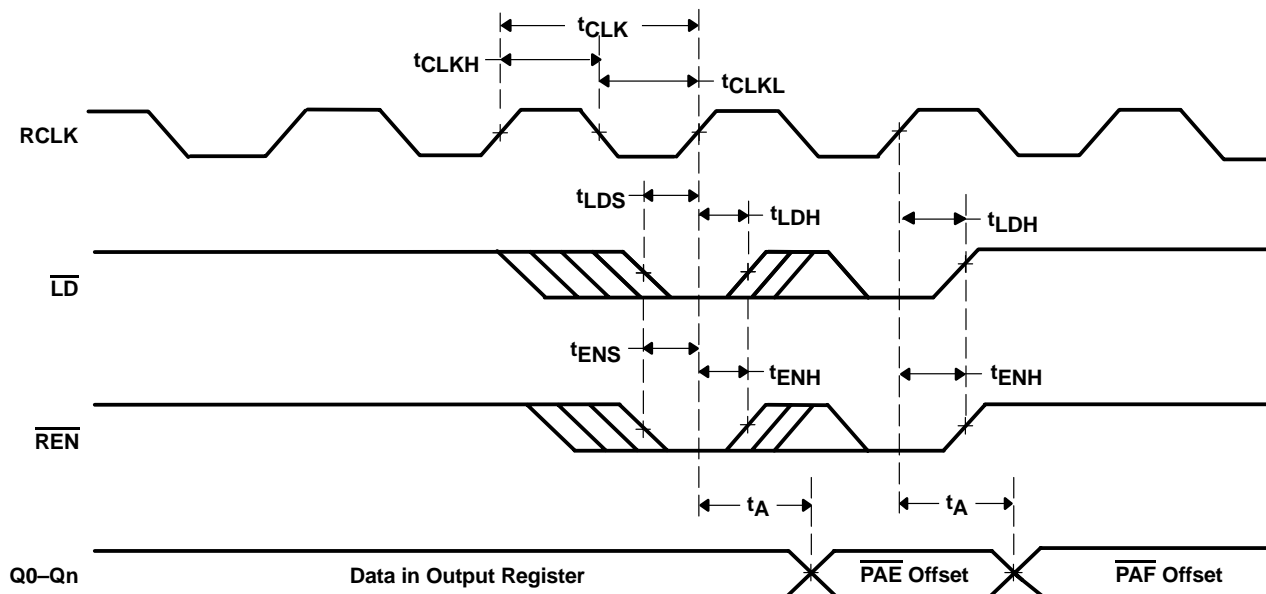 tCLK
tCLKH
tCLKL
RCLK
tLDS
tLDH
tLDH
LD
tENS
tENH
tENH
REN
tA
tA
Q0–Qn
Data in Output Register
PAE Offset
PAF Offset